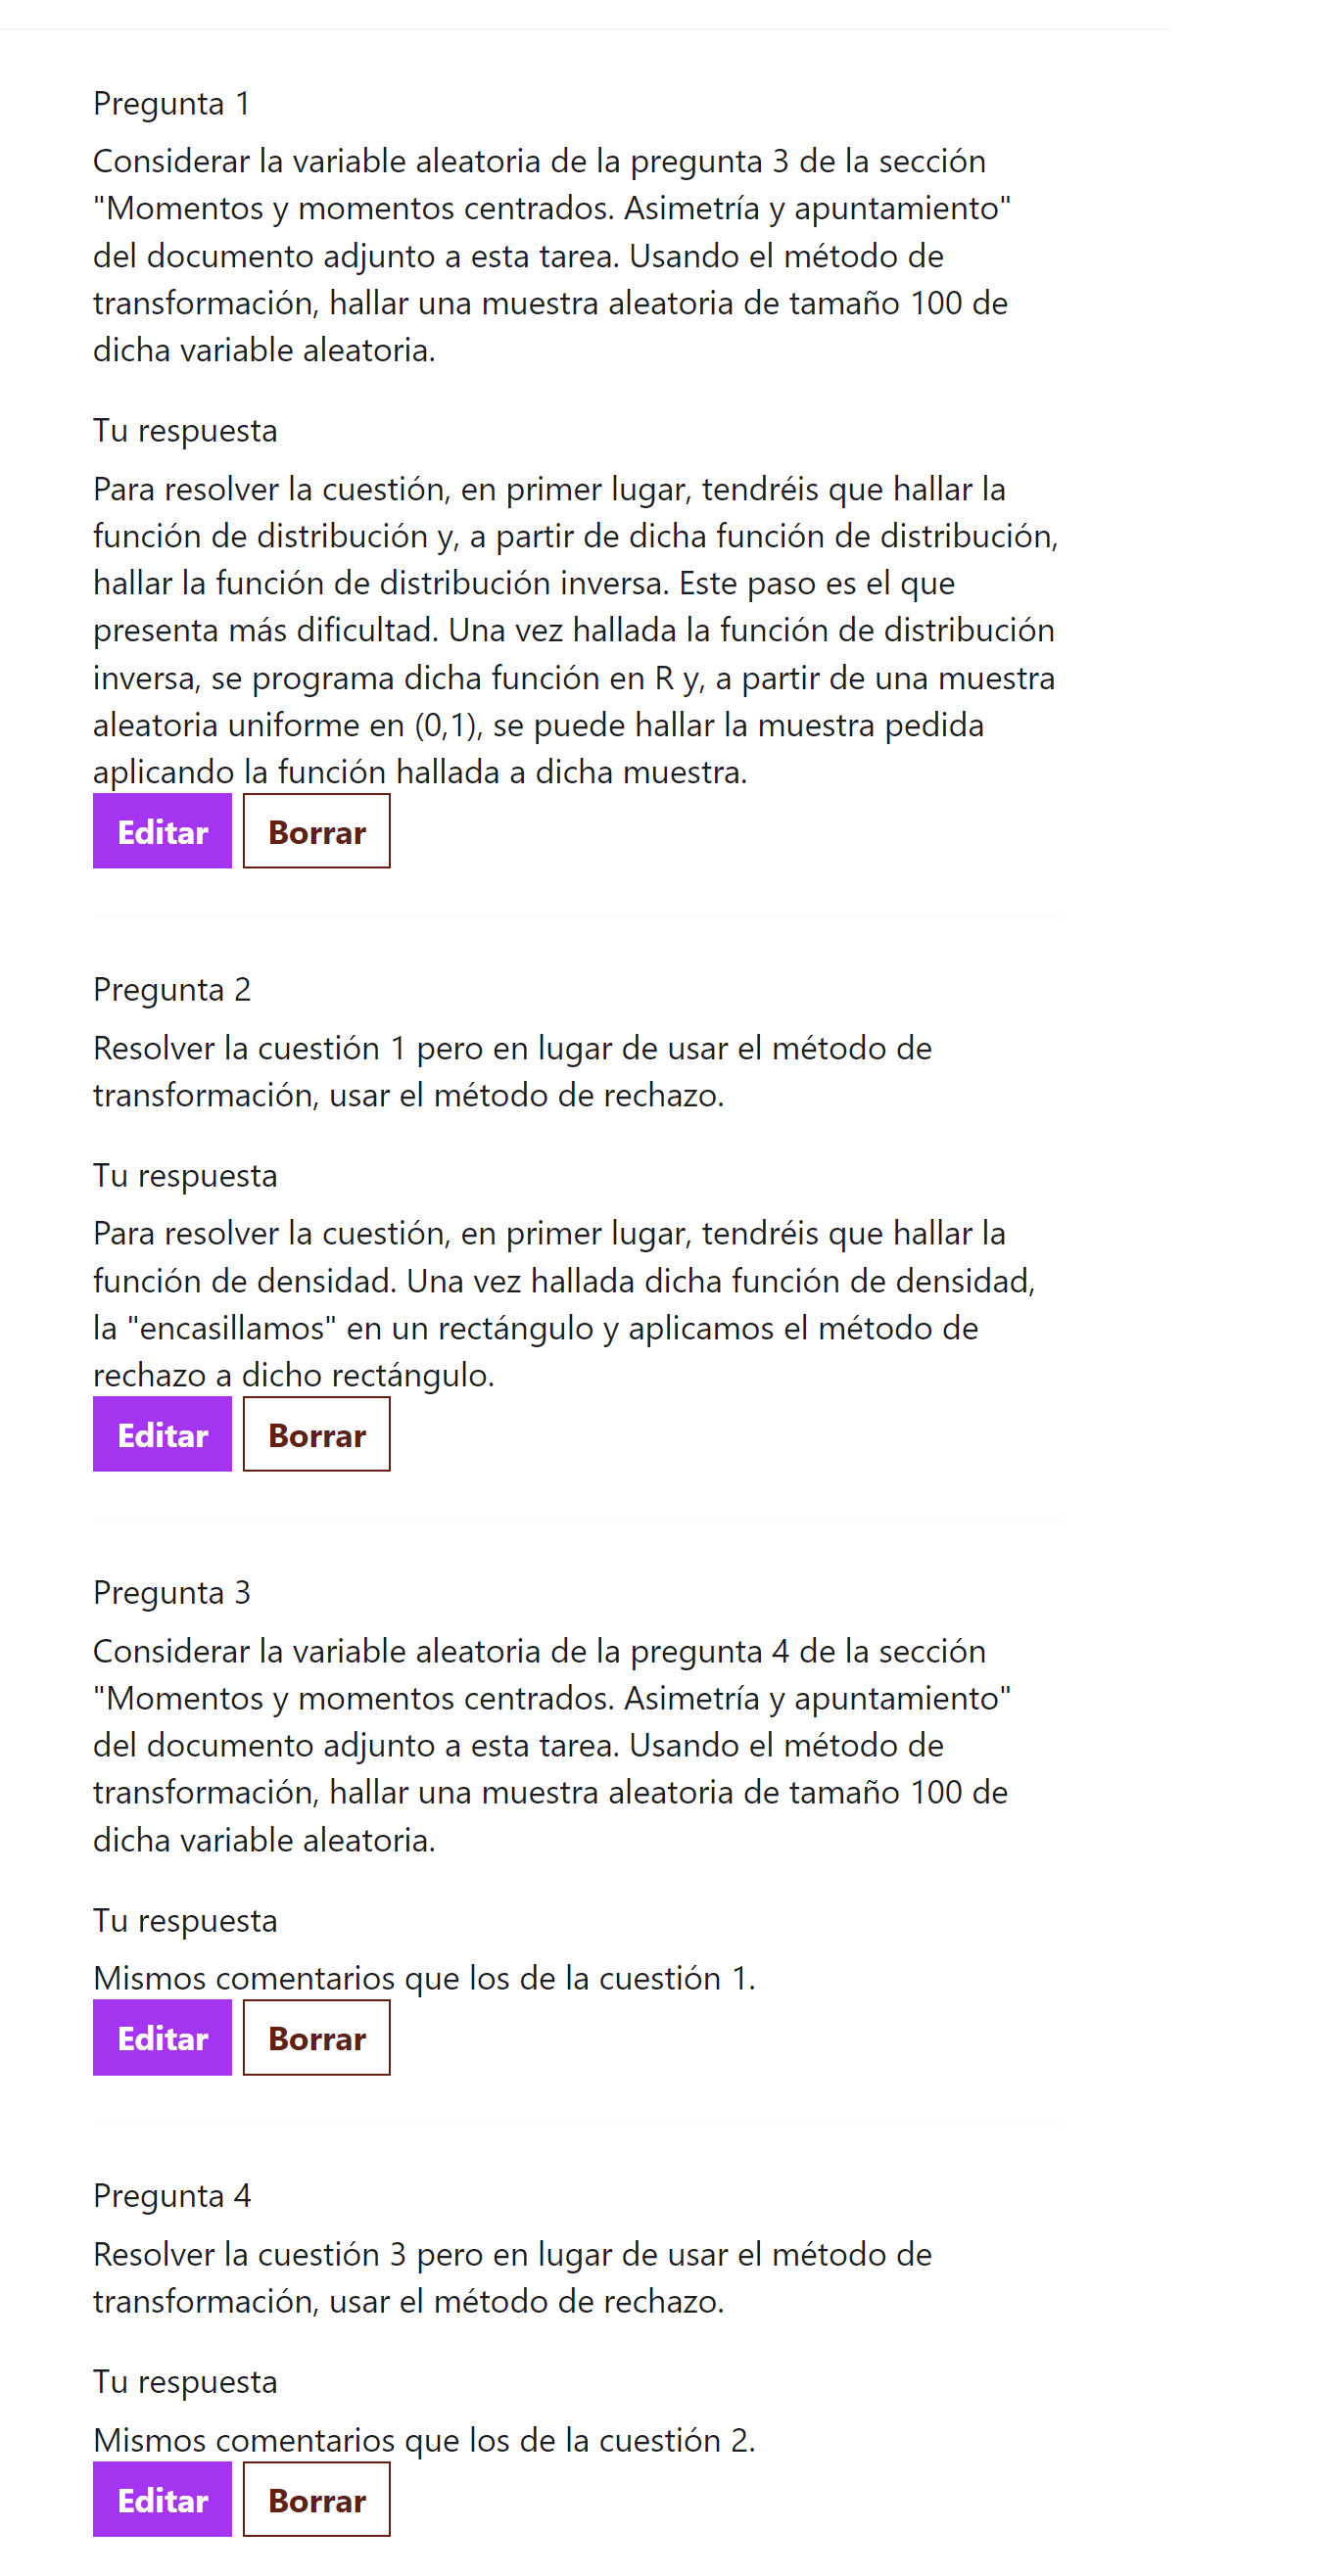 Pregunta 1
Considerar la variable aleatoria de la pregunta 3 de la sección
"Momentos y momentos centrados. Asimetría y apuntamiento"
del documento adjunto a esta tarea. Usando el método de
transformación, hallar una muestra aleatoria de tamaño 100 de
dicha variable aleatoria.
Tu respuesta
Para resolver la cuestión, en primer lugar, tendréis que hallar la
función de distribución y, a partir de dicha función de distribución,
hallar la función de distribución inversa. Este paso es el que
presenta más dificultad. Una vez hallada la función de distribución
inversa, se programa dicha función en R y, a partir de una muestra
aleatoria uniforme en (0,1), se puede hallar la muestra pedida
aplicando la función hallada a dicha muestra.
Editar Borrar
Pregunta 2
Resolver la cuestión 1 pero en lugar de usar el método de
transformación, usar el método de rechazo.
Tu respuesta
Para resolver la cuestión, en primer lugar, tendréis que hallar la
función de densidad. Una vez hallada dicha función de densidad,
la "encasillamos" en un rectángulo y aplicamos el método de
rechazo a dicho rectángulo.
Editar Borrar
Pregunta 3
Considerar la variable aleatoria de la pregunta 4 de la sección
"Momentos y momentos centrados. Asimetría y apuntamiento"
del documento adjunto a esta tarea. Usando el método de
transformación, hallar una muestra aleatoria de tamaño 100 de
dicha variable aleatoria.
Tu respuesta
Mismos comentarios que los de la cuestión 1.
Editar Borrar
Pregunta 4
Resolver la cuestión 3 pero en lugar de usar el método de
transformación, usar el método de rechazo.
Tu respuesta
Mismos comentarios que los de la cuestión 2.
Editar Borrar